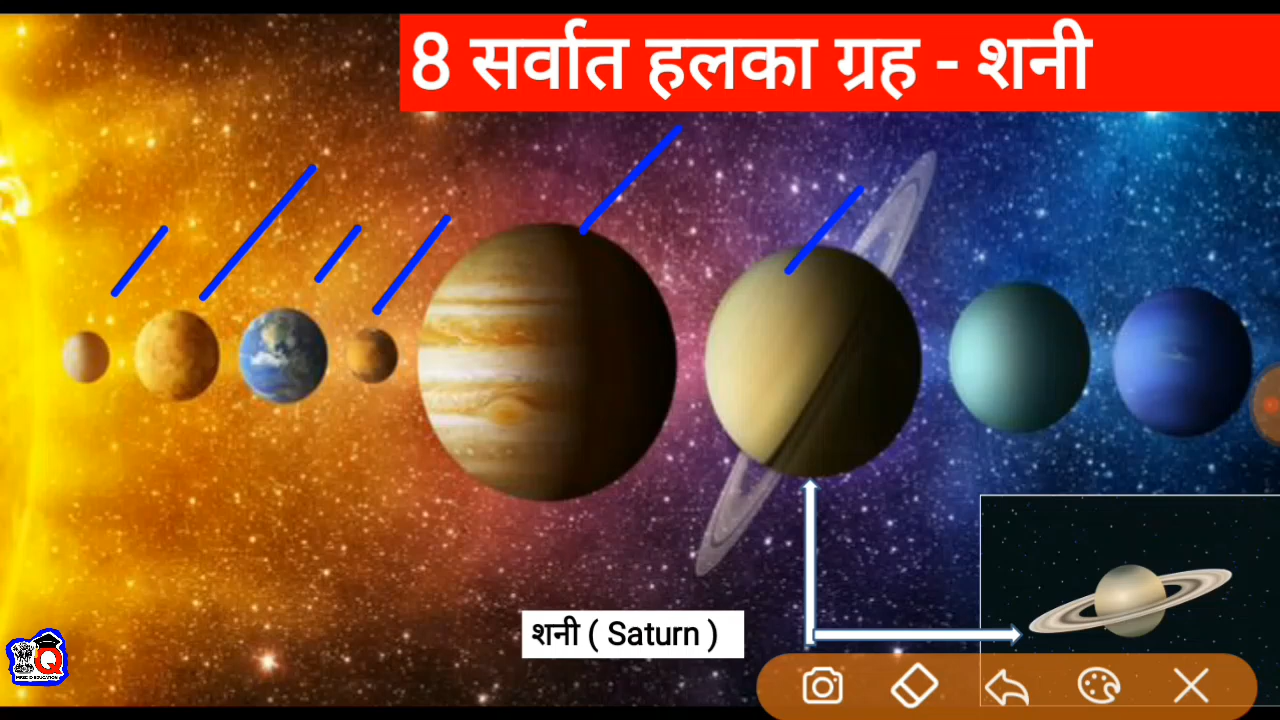 8 सर्वात हलका ग्रह - शनी
शनी ( Saturn )